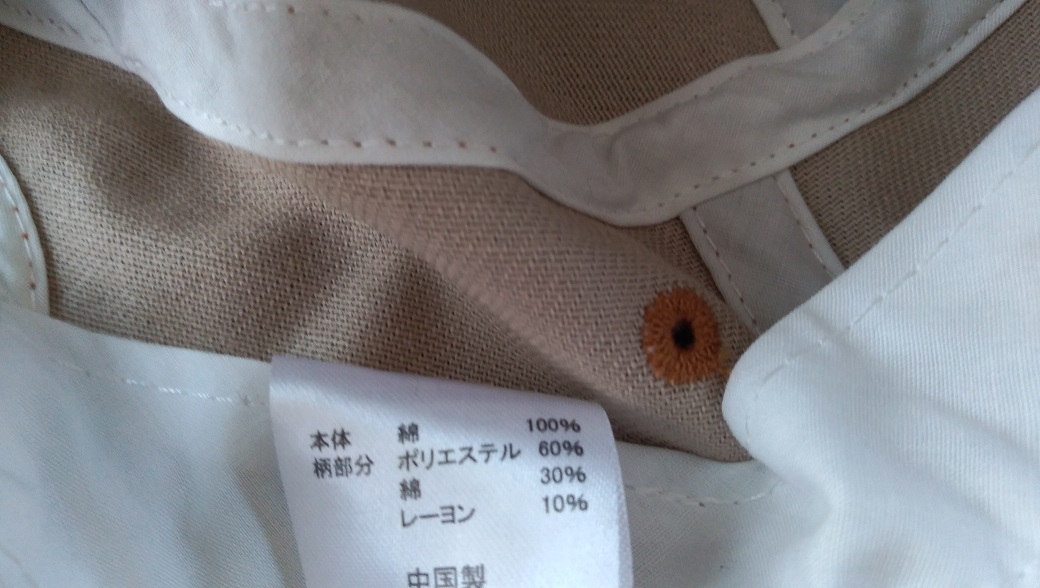 本体 綿 100%
柄部分 ポリエステル 60%
綿 30%
レーヨン 10%
中国製